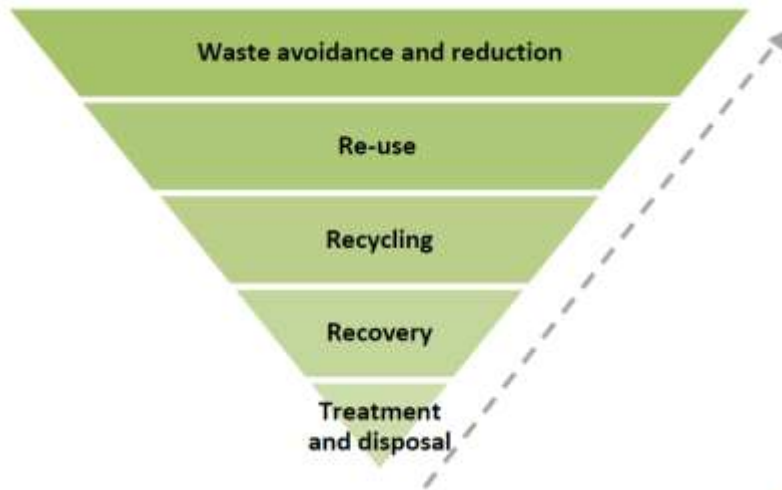 Waste avoidance and reduction
Re-use
Recycling
Recovery
Treatment
and disposal